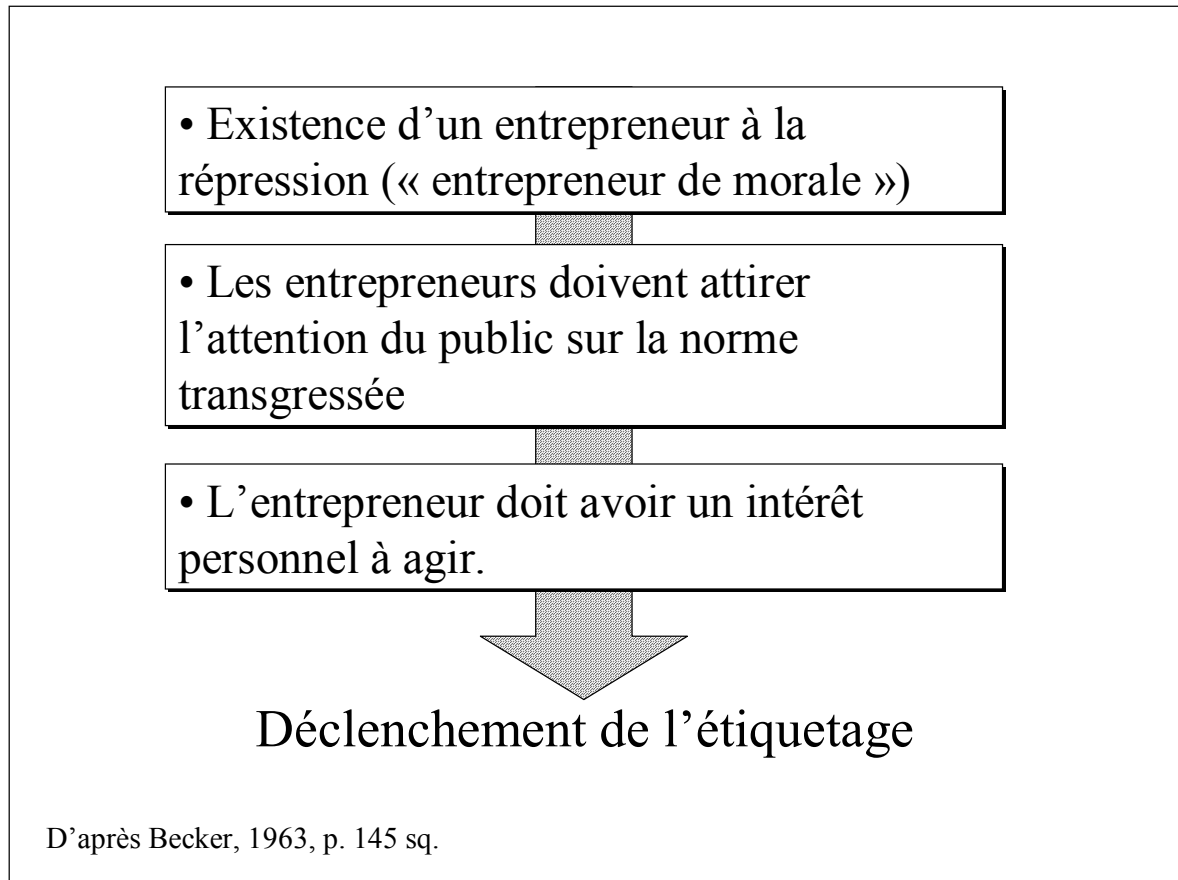 • Existence d’un entrepreneur à la
répression (« entrepreneur de morale »)
• Les entrepreneurs doivent attirer
l’attention du public sur la norme
transgressée
• L’entrepreneur doit avoir un intérêt
personnel à agir.
Déclenchement de l’étiquetage
D’après Becker, 1963, p. 145 sq.